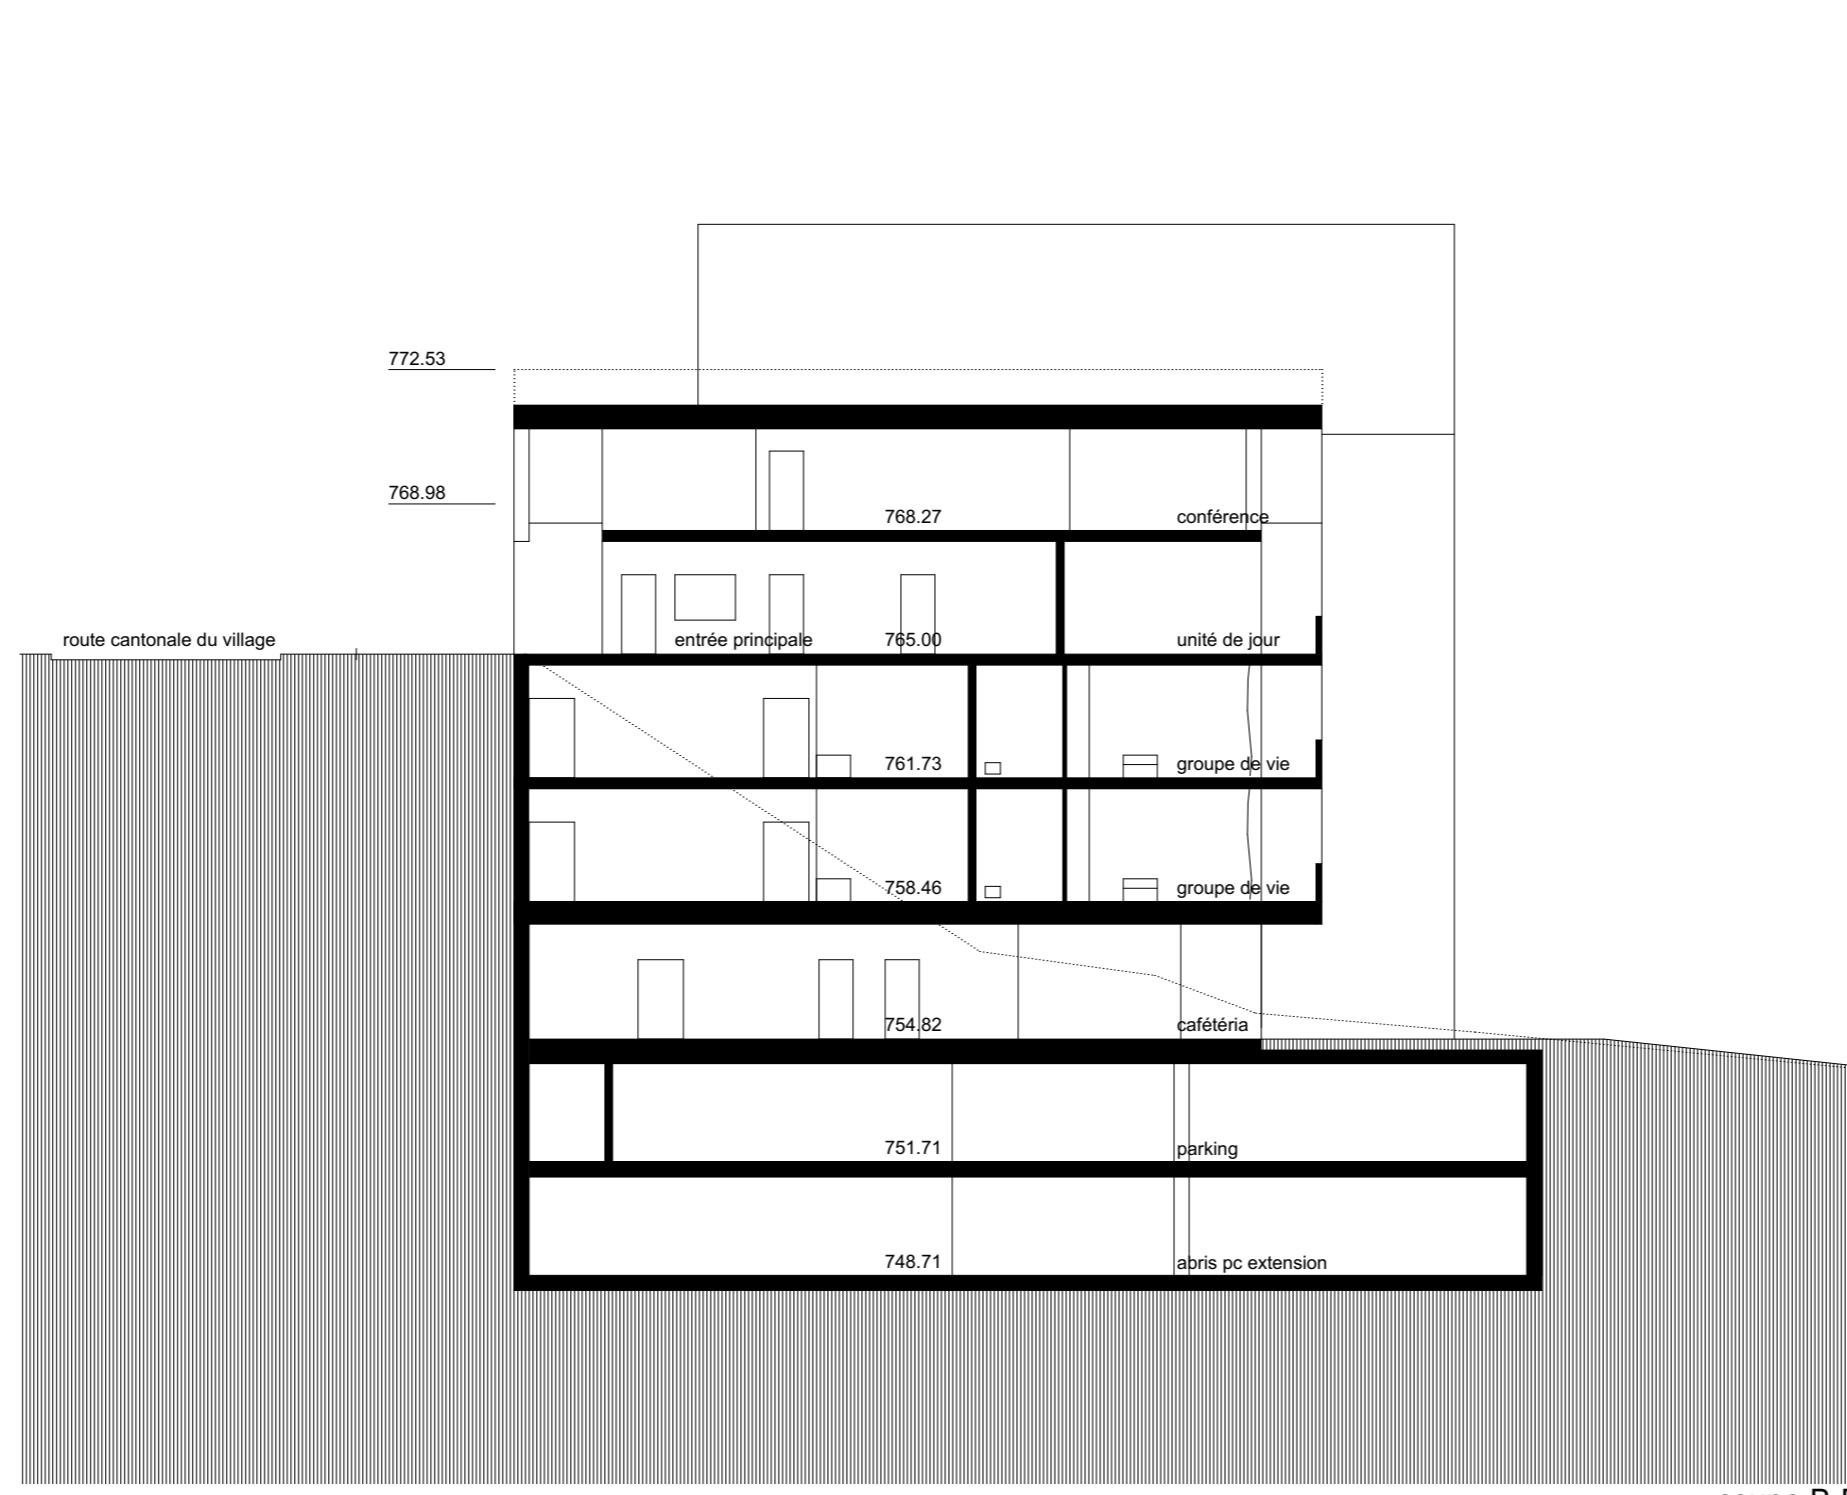 772.53
768.98
768.27 conférence
route cantonale du village entrée principale 765.00 unité de jour
761.73 groupe de vie
758.46 groupe de vie
754.82 cafétéria
751.71 parking
748.71 abris pc extension